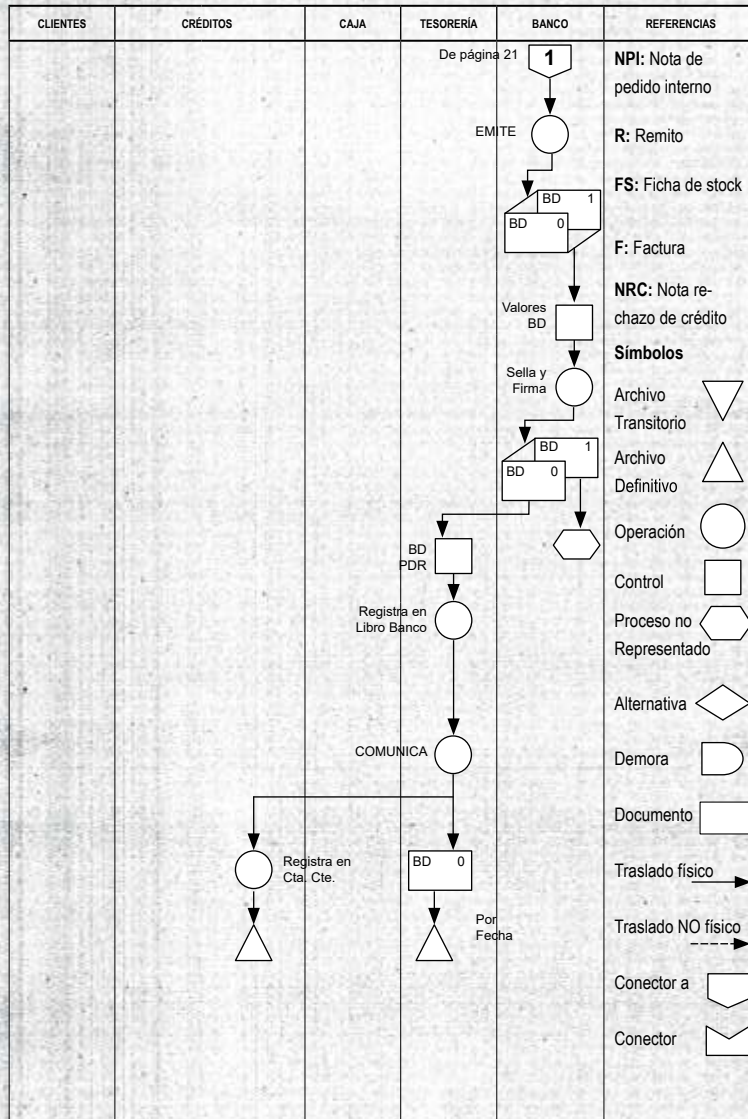 CLIENTES
CRÉDITOS
CAJA
TESORERÍA
BANCO
REFERENCIAS
De página 21
1
EMITE
BD 1
BD 0
Valores
BD
Sella y
Firma
BD 1
BD 0
BD
PDR
Registra en
Libro Banco
COMUNICA
Registra en
Cta. Cte.
BD 0
Por
Fecha
NPI: Nota de
pedido interno
R: Remito
FS: Ficha de stock
F: Factura
NRC: Nota re-
chazo de crédito
Símbolos
Archivo
Transitorio
Archivo
Definitivo
Operación
Control
Proceso no
Representado
Alternativa
Demora
Documento
Traslado físico
Traslado NO físico
Conector a
Conector